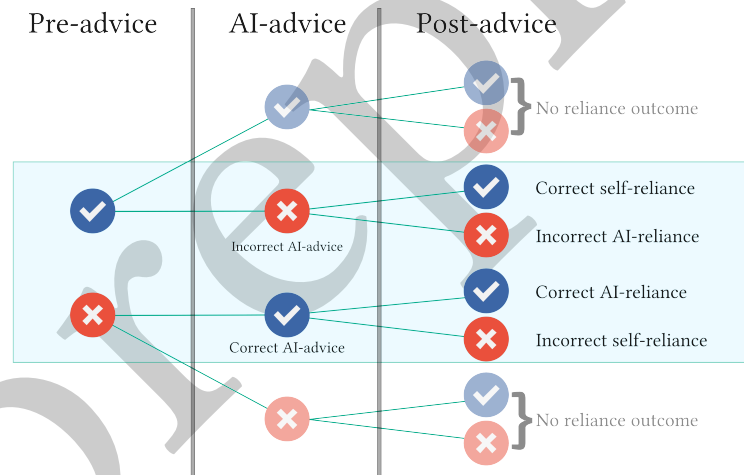 Pre-advice
AI-advice
Post-advice
No reliance outcome
Correct self-reliance
Incorrect AI-reliance
Incorrect AI-advice
Correct AI-reliance
Incorrect self-reliance
Correct AI-advice
No reliance outcome